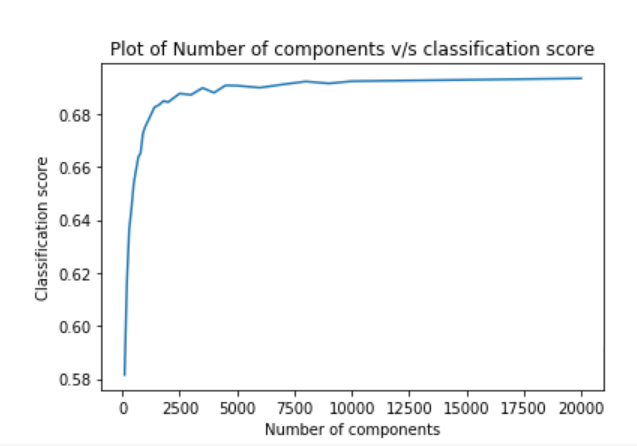 Plot of Number of components v/s classification score
Classification score
0.68
0.66
0.64
0.62
0.60
0.58
0 2500 5000 7500 10000 12500 15000 17500 20000
Number of components